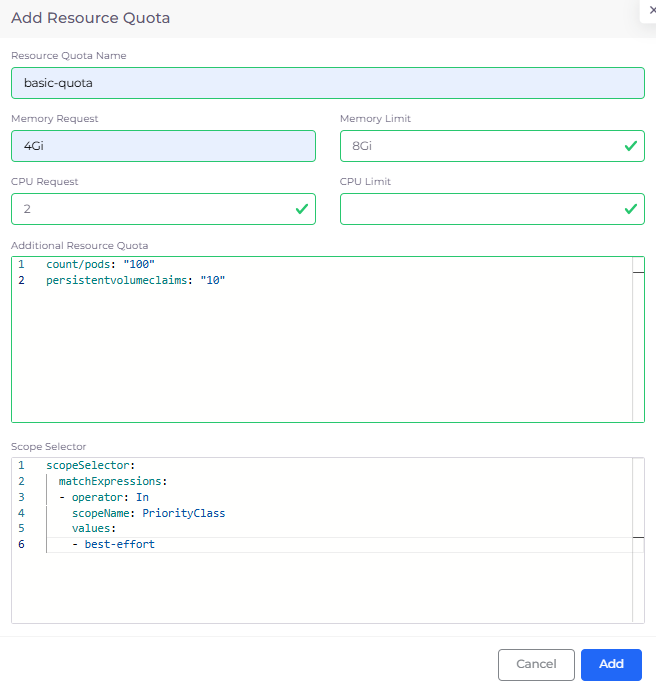 Add Resource Quota
Resource Quota Name
basic-quota
Memory Request
Memory Limit
4Gi
8Gi
CPU Request
CPU Limit
2
Additional Resource Quota
1 count/pods: "100"
2 persistentvolumeclaims: "10"
Scope Selector
1 scopeSelector:
2 matchExpressions:
3 - operator: In
4 scopeName: PriorityClass
5 values:
6 - best-effort
Cancel
Add